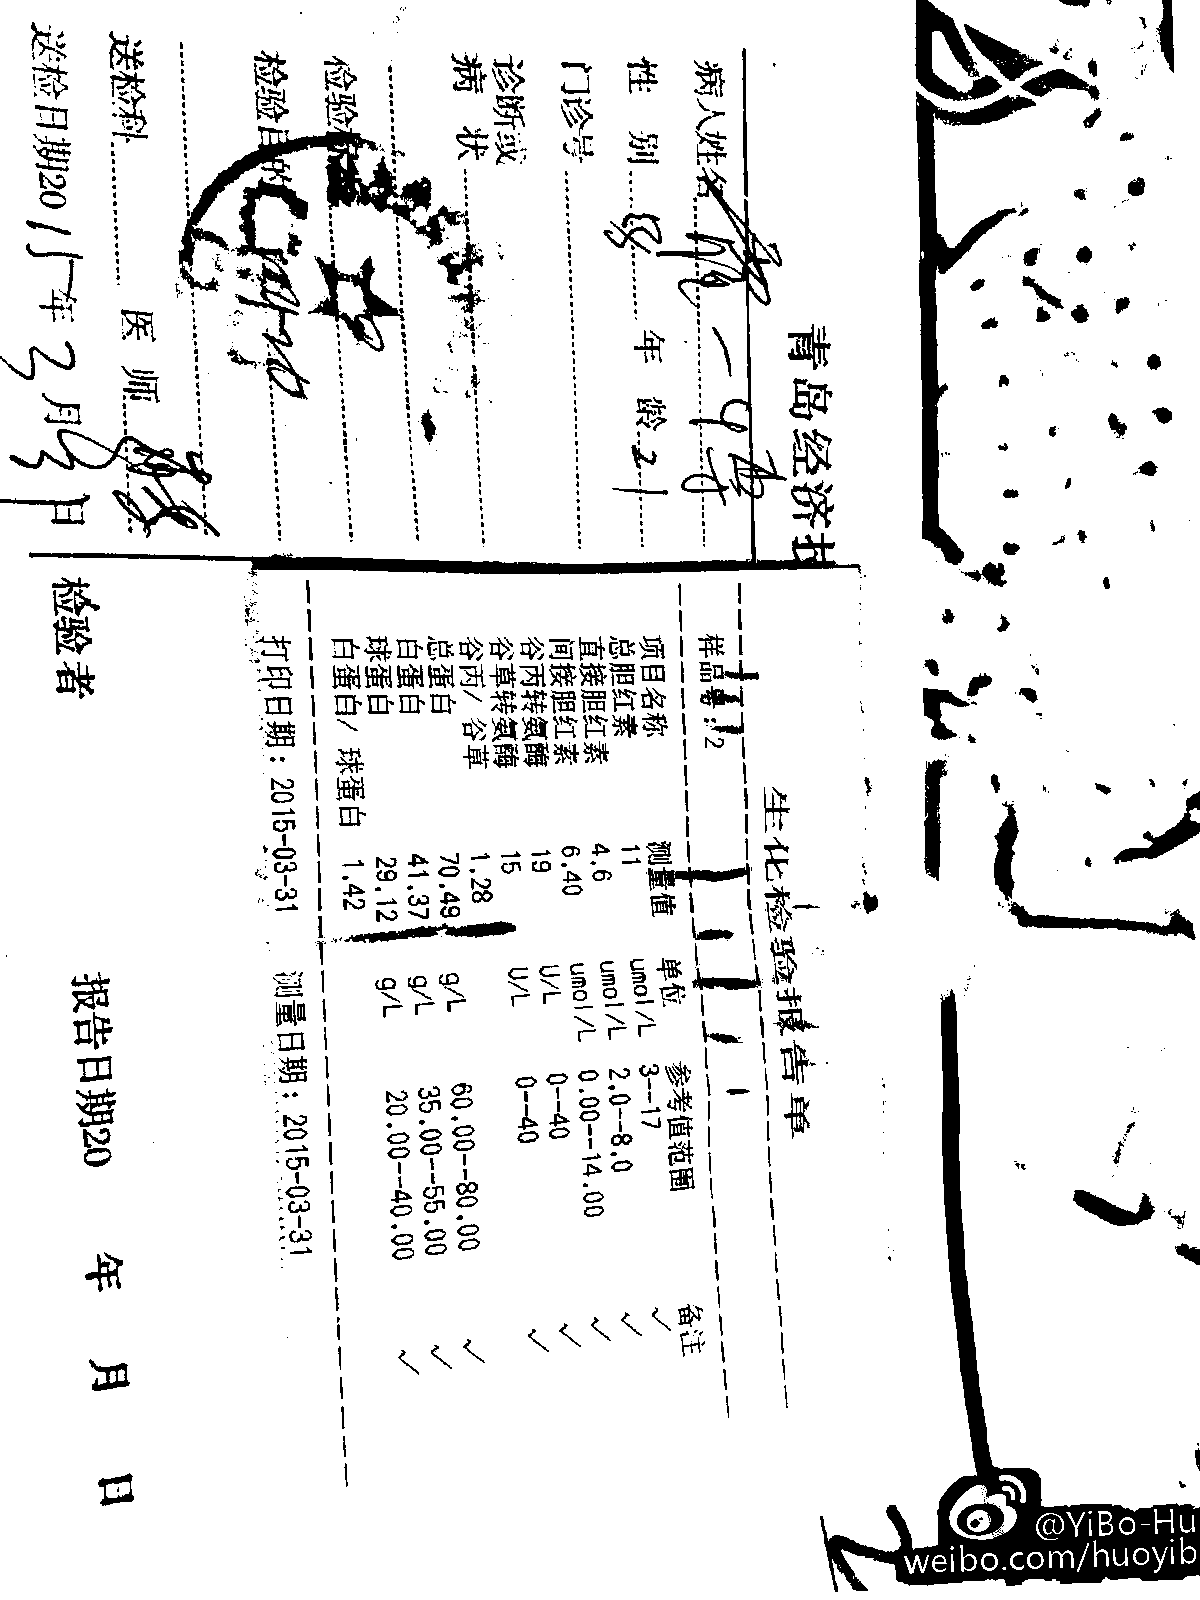 青岛经济技
病人姓名
性 别 年 龄 21
门诊号
诊断或
病 状
检验
检验目的
送检科 医 师
送检日期2015年3月31日
生化检验报告单
样品号:2
项目名称 测量值 单位 参考值范围 备注
总胆红素 11 umol/L 3--17 ✓
直接胆红素 4.6 umol/L 2.0--8.0 ✓
间接胆红素 6.40 umol/L 0.00--14.00 ✓
谷丙转氨酶 19 U/L 0--40 ✓
谷草转氨酶 15 U/L 0--40 ✓
谷丙/谷草 1.28
总蛋白 70.49 g/L 60.00--80.00 ✓
白蛋白 41.37 g/L 35.00--55.00 ✓
球蛋白 29.12 g/L 20.00--40.00 ✓
白蛋白/球蛋白 1.42
打印日期:2015-03-31 测量日期:2015-03-31
检验者 报告日期20 年 月 日
@YiBo-Hu
weibo.com/huoyib